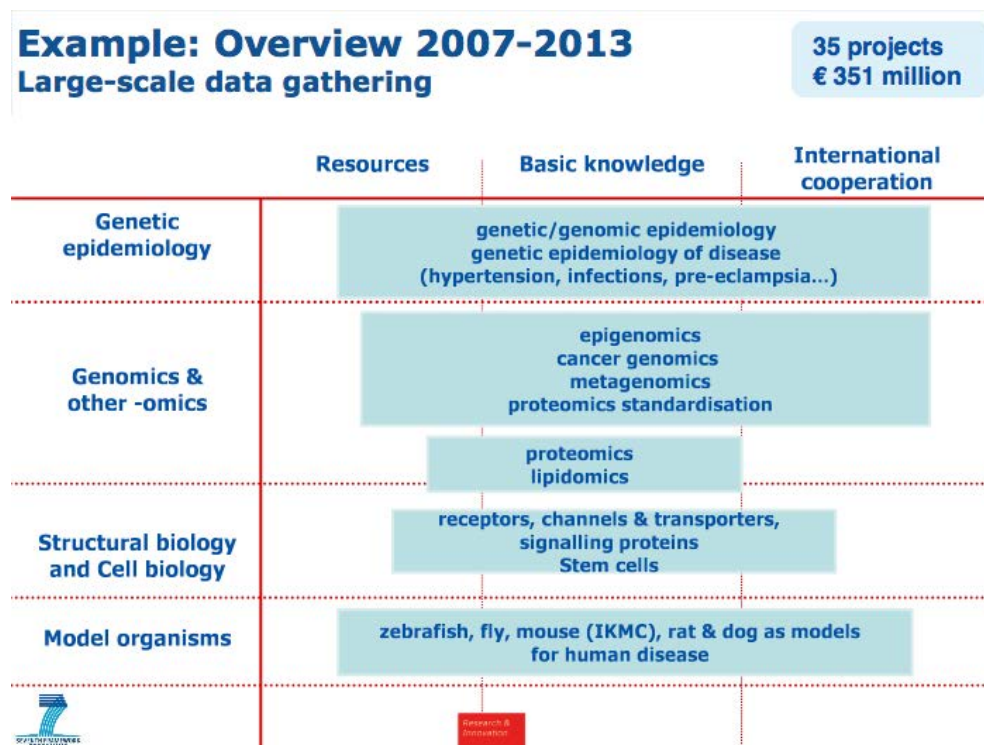 Example: Overview 2007-2013
Large-scale data gathering
35 projects
€ 351 million
Resources
Basic knowledge
International
cooperation
Genetic
epidemiology
genetic/genomic epidemiology
genetic epidemiology of disease
(hypertension, infections, pre-eclampsia...)
Genomics &
other -omics
epigenomics
cancer genomics
metagenomics
proteomics standardisation
proteomics
lipidomics
Structural biology
and Cell biology
receptors, channels & transporters,
signalling proteins
Stem cells
Model organisms
zebrafish, fly, mouse (IKMC), rat & dog as models
for human disease
SEVENTH FRAMEWORK
Research &
Innovation